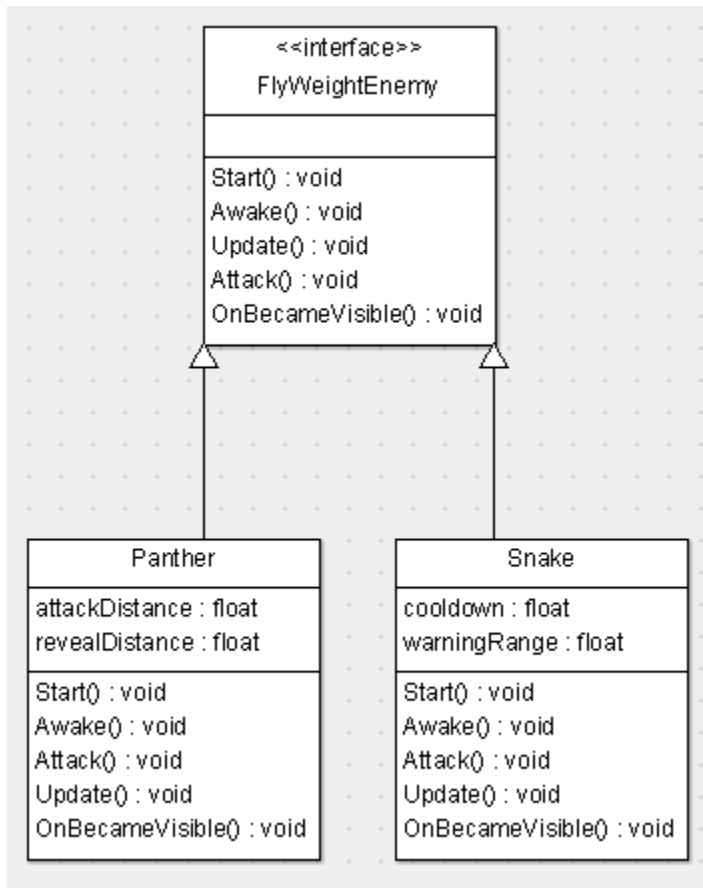 <<interface>>
FlyWeightEnemy
Start() : void
Awake() : void
Update() : void
Attack() : void
OnBecameVisible() : void
Panther
attackDistance : float
revealDistance : float
Start() : void
Awake() : void
Attack() : void
Update() : void
OnBecameVisible() : void
Snake
cooldown : float
warningRange : float
Start() : void
Awake() : void
Attack() : void
Update() : void
OnBecameVisible() : void